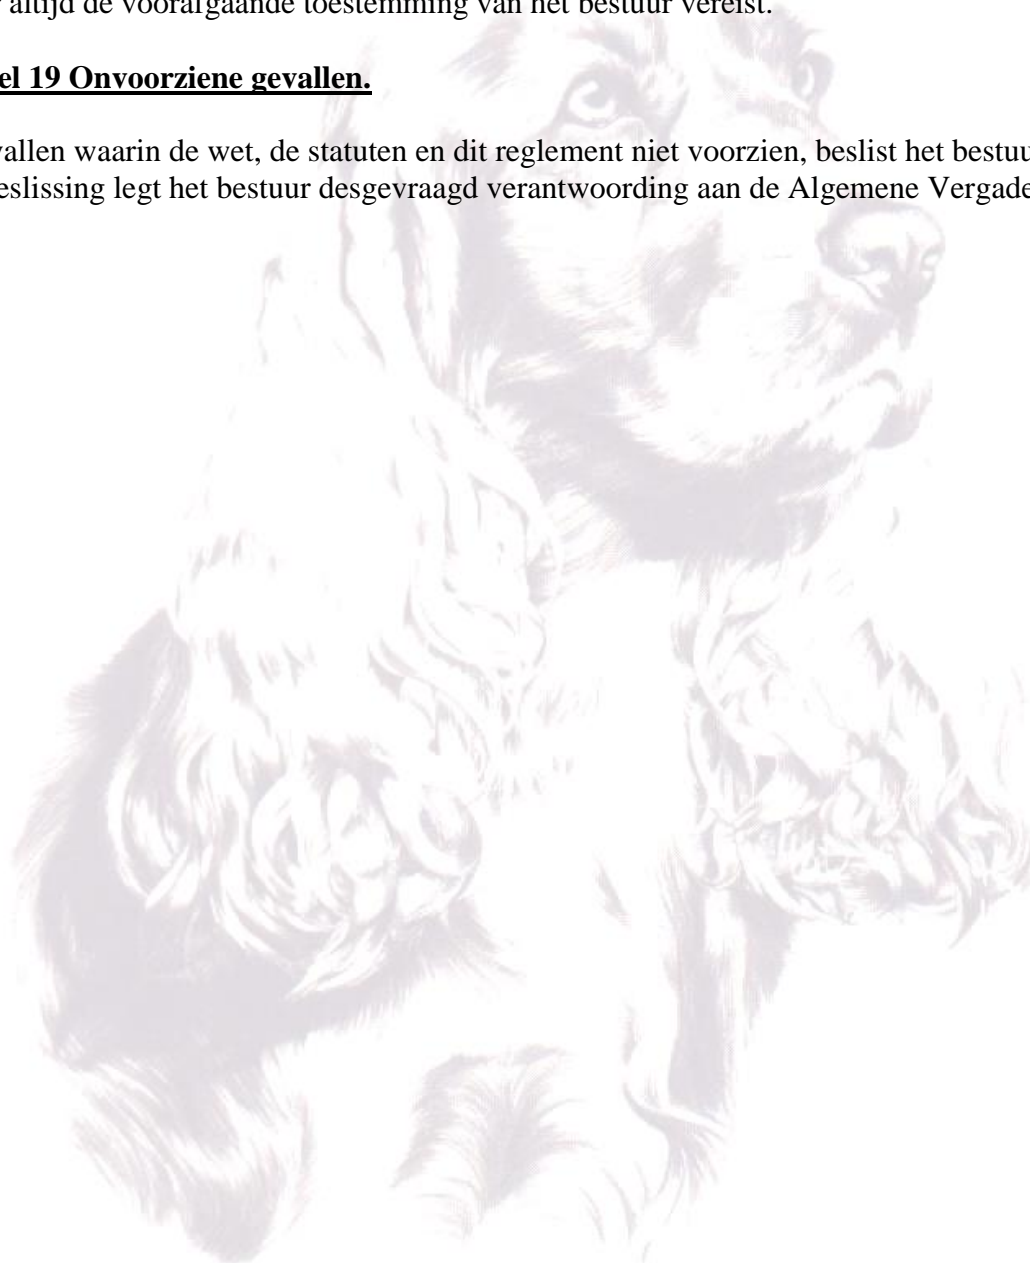 altijd de voorafgaande toestemming van het bestuur vereist.
el 19 Onvoorziene gevallen.
vallen waarin de wet, de statuten en dit reglement niet voorzien, beslist het bestuu
eslissing legt het bestuur desgevraagd verantwoording aan de Algemene Vergade